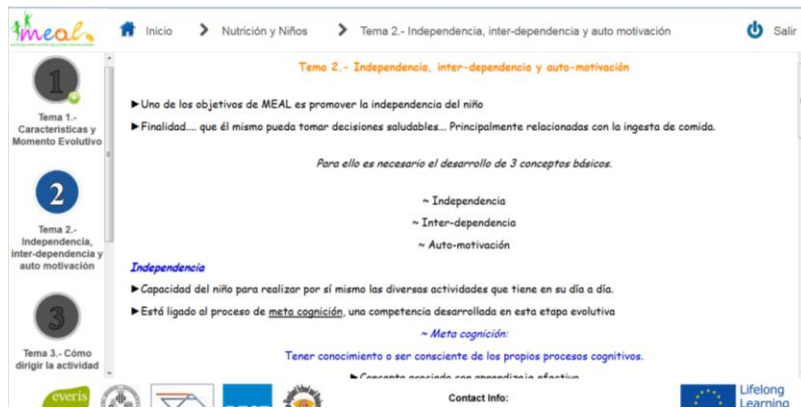 meal
Inicio > Nutrición y Niños > Tema 2.- Independencia, inter-dependencia y auto motivación
Salir
1
Tema 1.-
Caracteristicas y
Momento Evolutivo
2
Tema 2.-
Independencia,
inter-dependencia y
auto motivación
3
Tema 3.- Cómo
dirigir la actividad
Tema 2.- Independencia, inter-dependencia y auto-motivación
►Uno de los objetivos de MEAL es promover la independencia del niño
►Finalidad.... que él mismo pueda tomar decisiones saludables... Principalmente relacionadas con la ingesta de comida.
Para ello es necesario el desarrollo de 3 conceptos básicos.
~ Independencia
~ Inter-dependencia
~ Auto-motivación
Independencia
►Capacidad del niño para realizar por sí mismo las diversas actividades que tiene en su día a día.
►Está ligado al proceso de meta cognición, una competencia desarrollada en esta etapa evolutiva
~ Meta cognición:
Tener conocimiento o ser consciente de los propios procesos cognitivos.
everis
Contact Info:
Lifelong
Learning